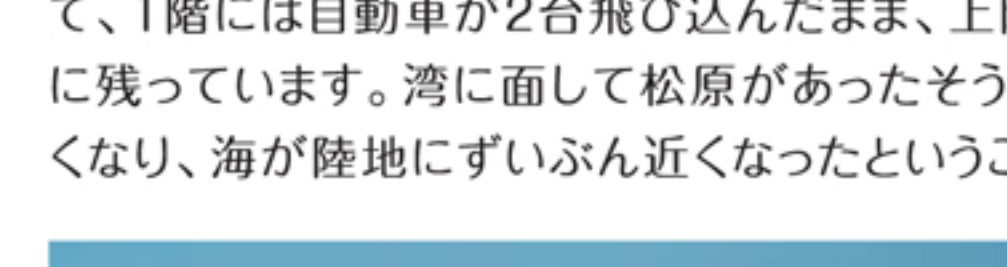 て、1階には自動車が2台飛び込んだまま、上
に残っています。湾に面して松原があったそう
くなり、海が陸地にずいぶん近くなったという